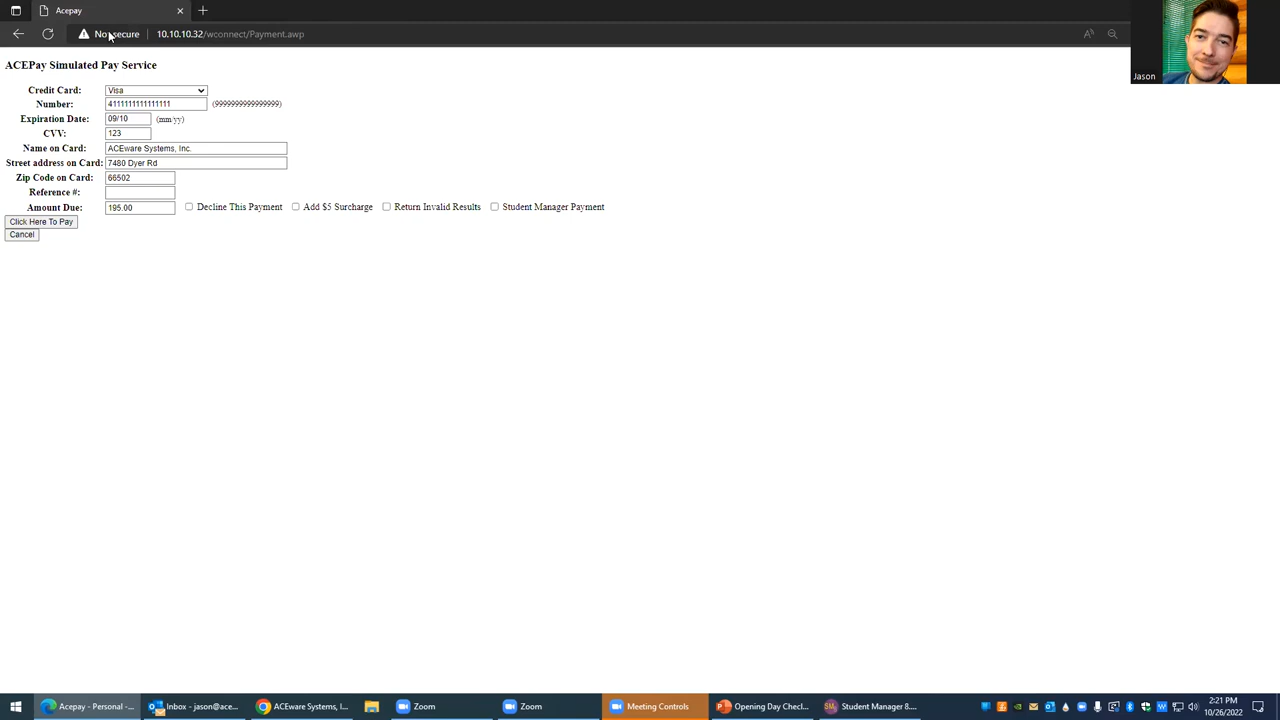 Acepay
No secure 10.10.10.32/wconnect/Payment.awp
Jason
ACEPay Simulated Pay Service
Credit Card: Visa
Number: 4111111111111111 (9999999999999999)
Expiration Date: 09/10 (mm/yy)
CVV: 123
Name on Card: ACEware Systems, Inc.
Street address on Card: 7480 Dyer Rd
Zip Code on Card: 66502
Reference #:
Amount Due: 195.00 Decline This Payment Add $5 Surcharge Return Invalid Results Student Manager Payment
Click Here To Pay
Cancel
Acepay - Personal -... Inbox - jason@ace... ACEware Systems, I... Zoom Zoom Meeting Controls Opening Day Checl... Student Manager 8....
2:21 PM
10/26/2022